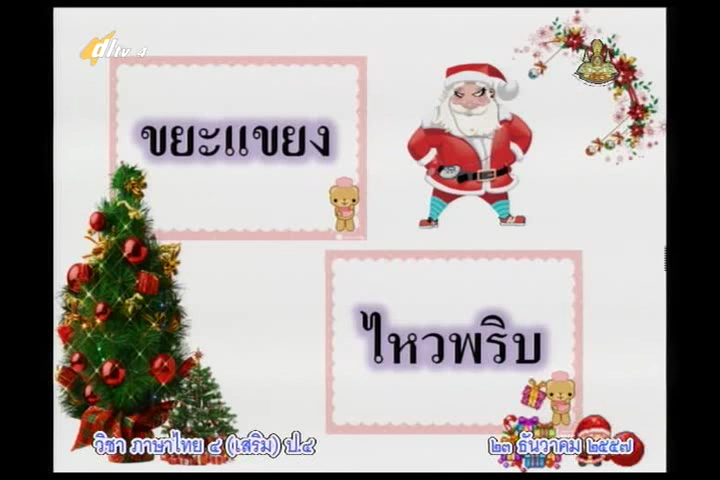 dltv 4
ขยะแขยง
ไหวพริบ
วิชา ภาษาไทย ๔ (เสริม) ป.๔
๒๓ ธันวาคม ๒๕๕๗